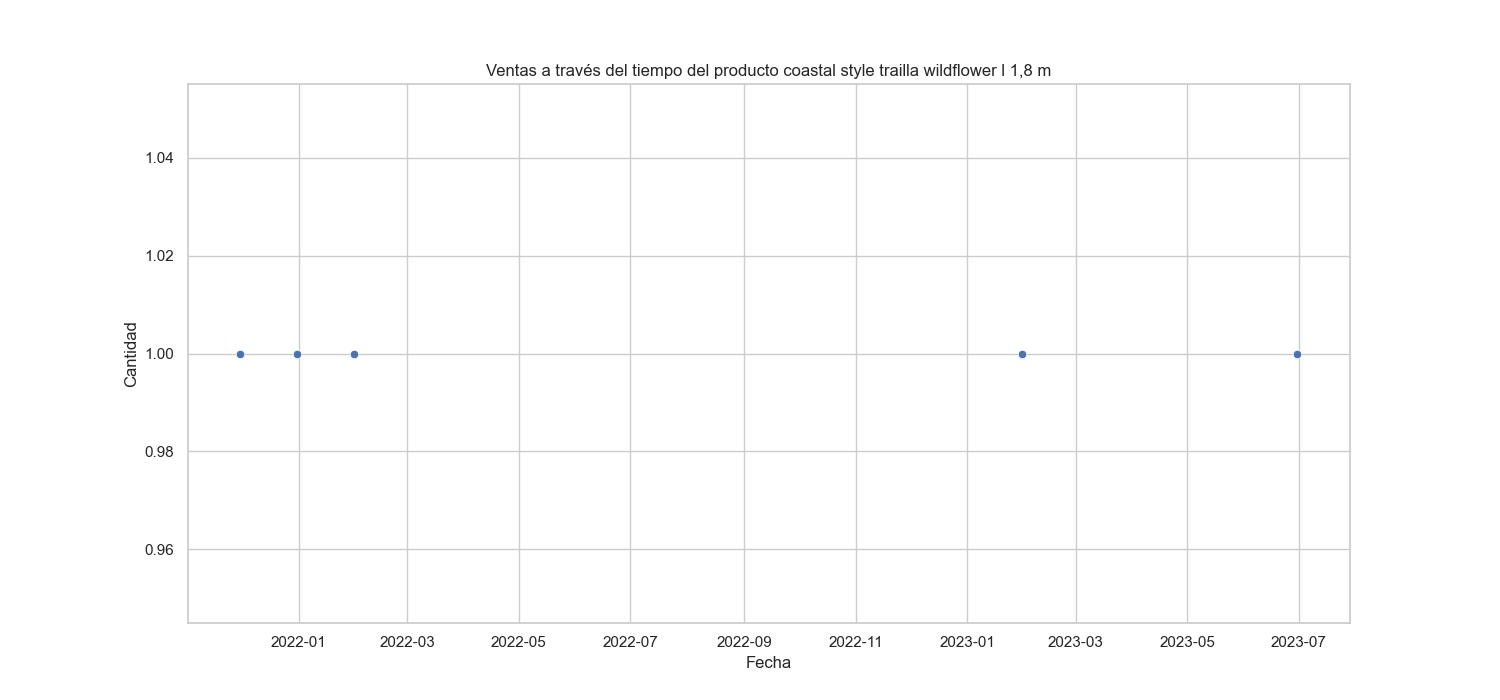 Ventas a través del tiempo del producto coastal style trailla wildflower l 1,8 m
1.04
1.02
1.00
0.98
0.96
Cantidad
2022-01 2022-03 2022-05 2022-07 2022-09 2022-11 2023-01 2023-03 2023-05 2023-07
Fecha